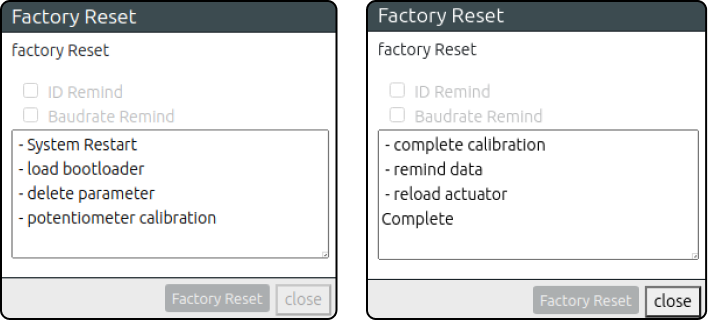 Factory Reset
factory Reset
ID Remind
Baudrate Remind
- System Restart
- load bootloader
- delete parameter
- potentiometer calibration
Factory Reset
close
Factory Reset
factory Reset
ID Remind
Baudrate Remind
- complete calibration
- remind data
- reload actuator
Complete
Factory Reset
close